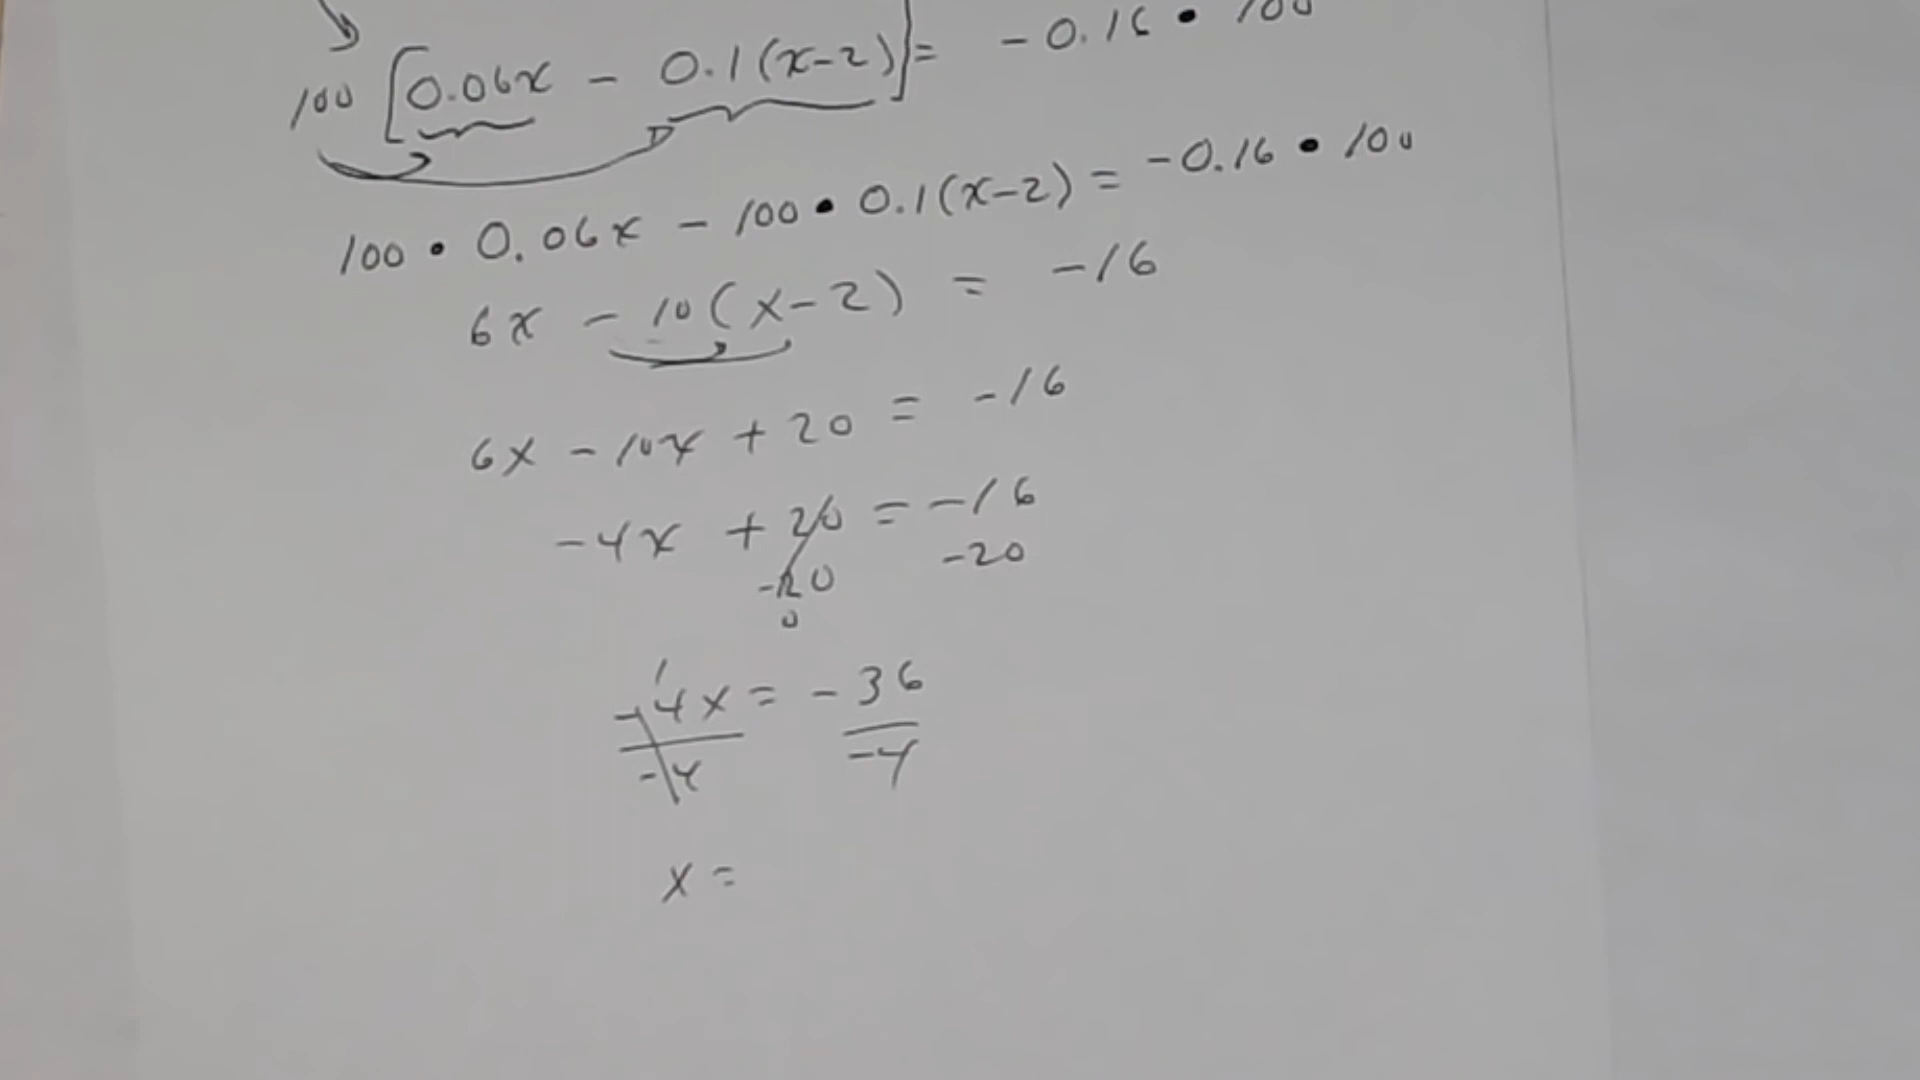 100 [0.06x - 0.1(x-2)] = -0.16 • 100
100 • 0.06x - 100 • 0.1(x-2) = -0.16 • 100
6x - 10(x-2) = -16
6x - 10x + 20 = -16
-4x + 20 = -16
-20 -20
0
1
-4x = -36
-4 -4
x =